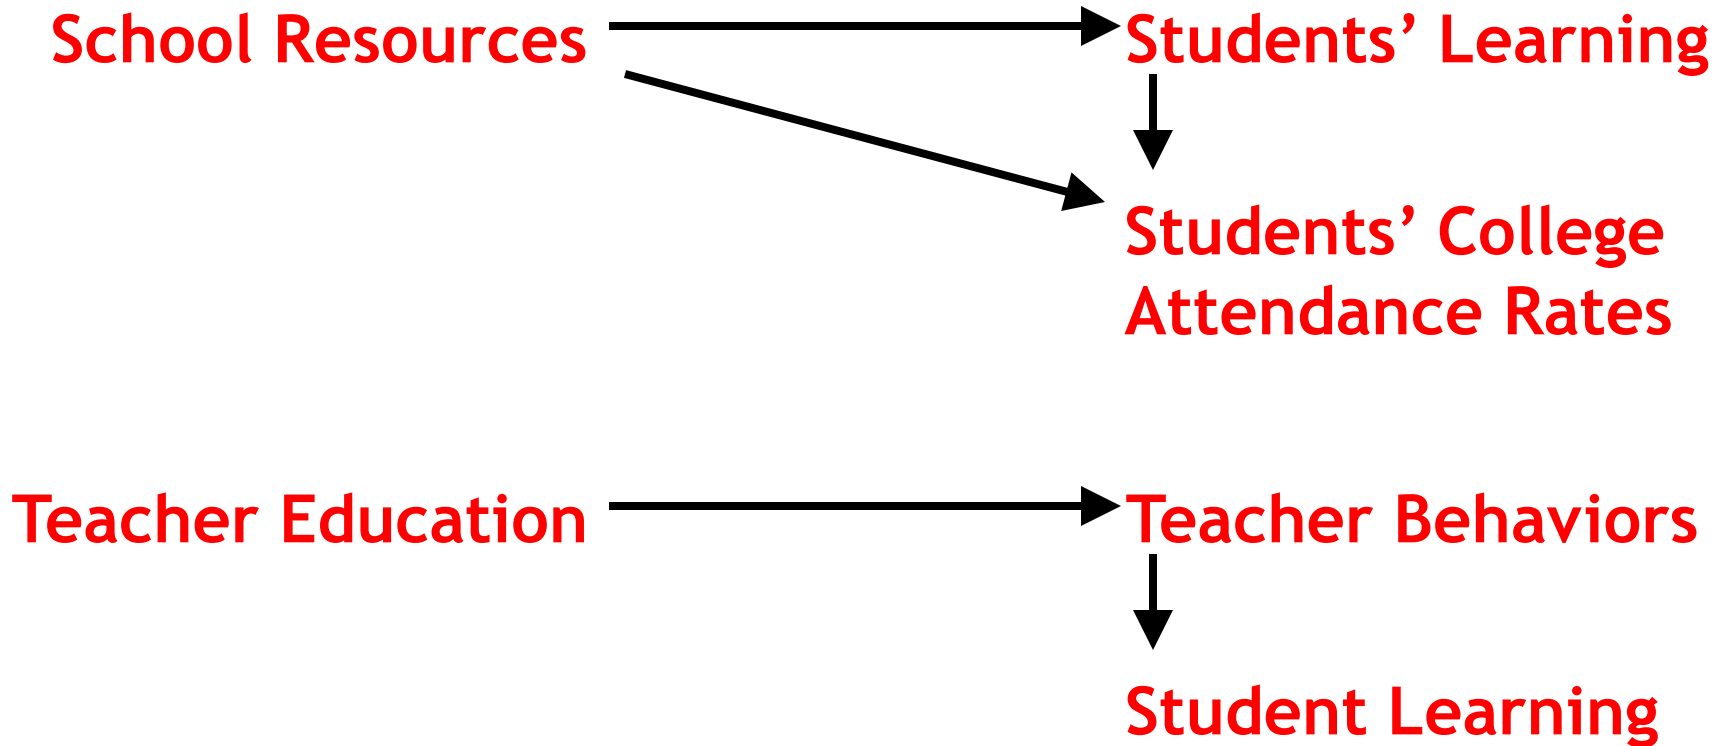 School Resources
Students’ Learning
Students’ College
Attendance Rates
Teacher Education
Teacher Behaviors
Student Learning